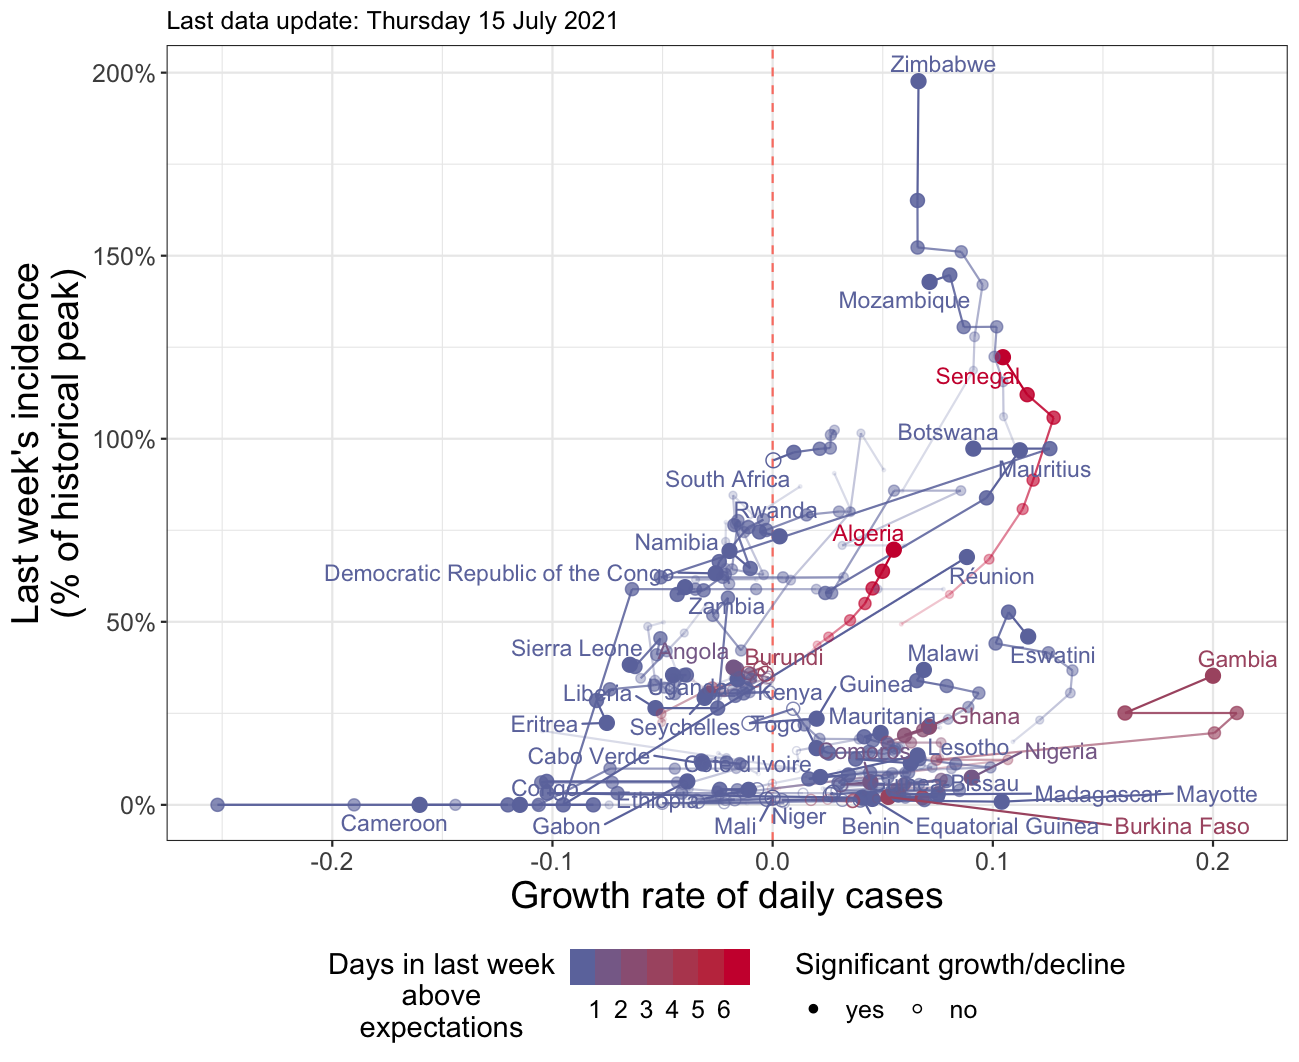 Last data update: Thursday 15 July 2021
Last week's incidence
(% of historical peak)
200%
150%
100%
50%
0%
Zimbabwe
Mozambique
Senegal
Botswana
Mauritius
South Africa
Rwanda
Algeria
Namibia
Democratic Republic of the Congo
Réunion
Zambia
Sierra Leone
Angola
Burundi
Malawi
Eswatini
Gambia
Liberia
Uganda
Kenya
Guinea
Eritrea
Seychelles
Togo
Mauritania
Ghana
Cabo Verde
Côte d'Ivoire
Comoros
Lesotho
Nigeria
Congo
Ethiopia
Bissau
Madagascar
Mayotte
Cameroon
Gabon
Mali
Niger
Benin
Equatorial Guinea
Burkina Faso
-0.2
-0.1
0.0
0.1
0.2
Growth rate of daily cases
Days in last week
above
expectations
1 2 3 4 5 6
Significant growth/decline
yes
no